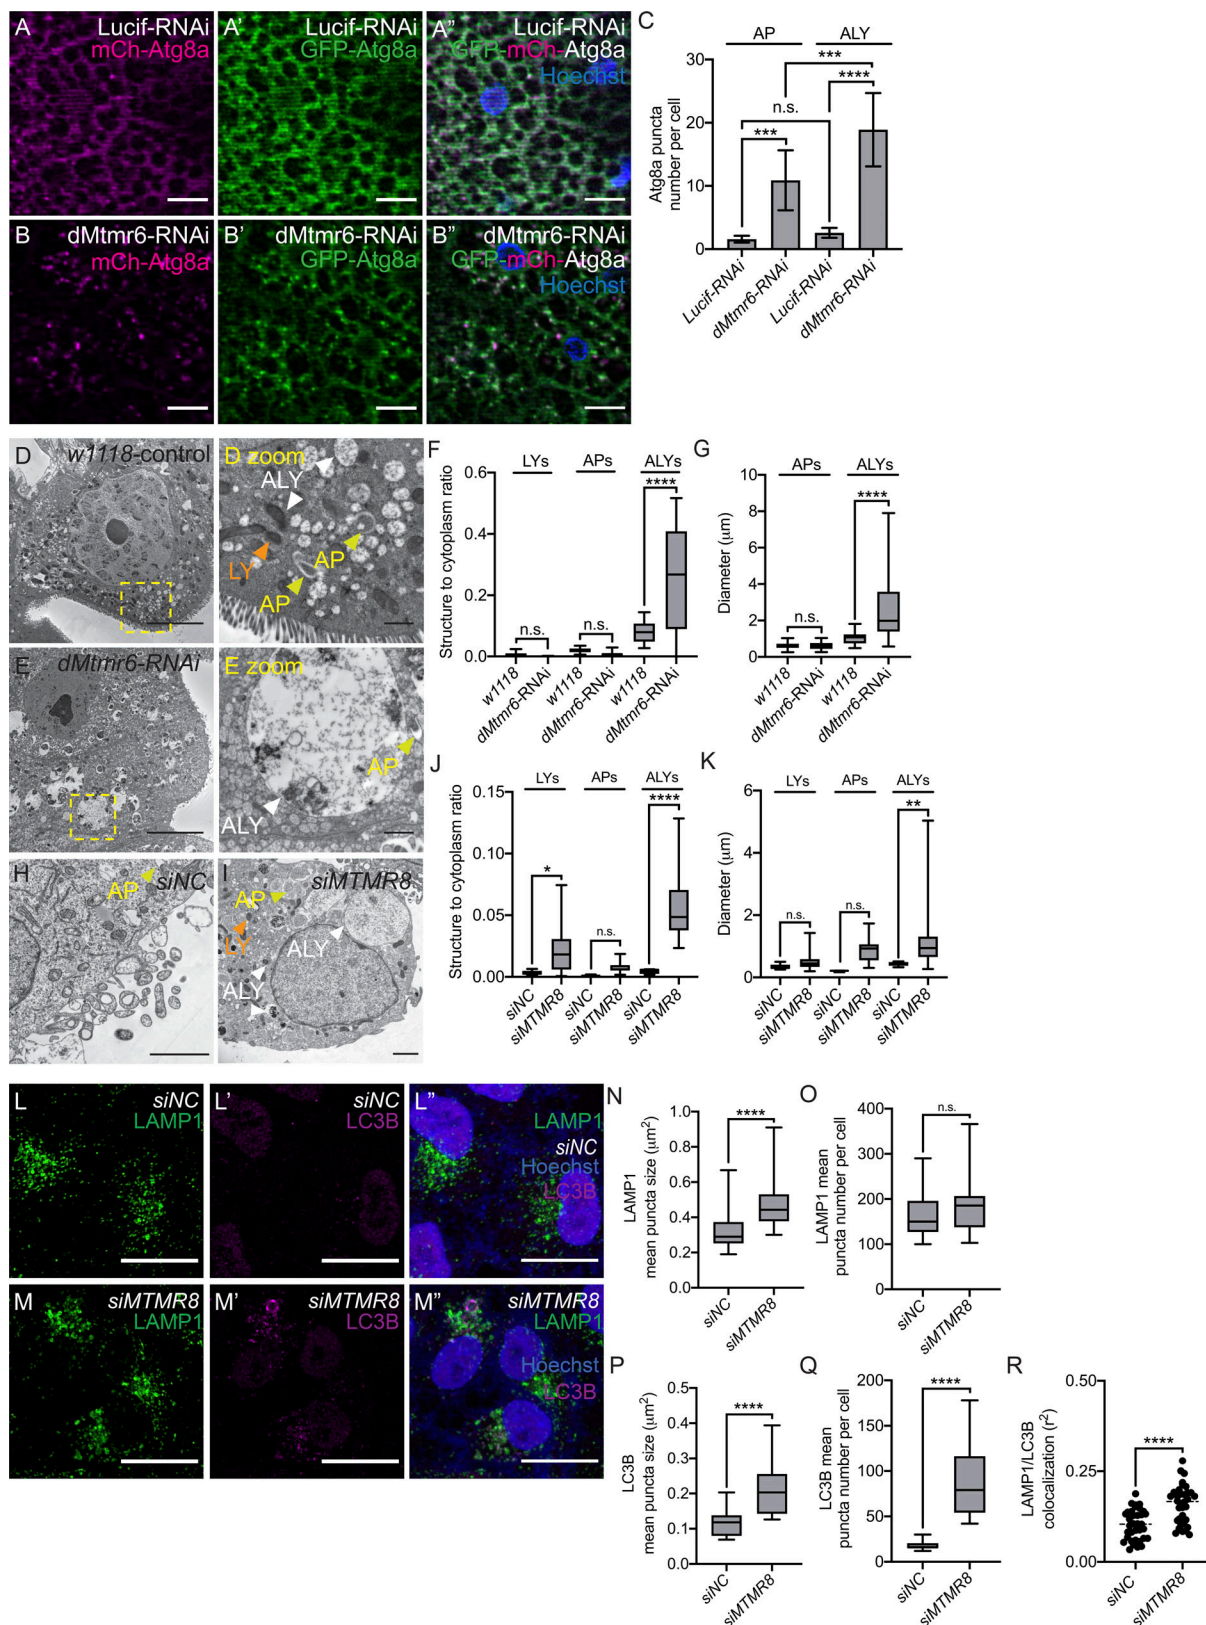 A
Lucif-RNAi
mCh-Atg8a
A'
Lucif-RNAi
GFP-Atg8a
A"
Lucif-RNAi
GFP-mCh-Atg8a
Hoechst
B
dMtmr6-RNAi
mCh-Atg8a
B'
dMtmr6-RNAi
GFP-Atg8a
B"
dMtmr6-RNAi
GFP-mCh-Atg8a
Hoechst
C
AP
ALY
Atg8a puncta
number per cell
30
20
10
0
n.s.
***
***
****
Lucif-RNAi
dMtmr6-RNAi
Lucif-RNAi
dMtmr6-RNAi
D
w1118-control
D zoom
ALY
LY
AP
AP
E
dMtmr6-RNAi
E zoom
AP
ALY
F
LYs
APs
ALYs
Structure to cytoplasm ratio
0.6
0.4
0.2
0.0
n.s.
n.s.
****
w1118
dMtmr6-RNAi
w1118
dMtmr6-RNAi
w1118
dMtmr6-RNAi
G
APs
ALYs
Diameter (μm)
10
8
6
4
2
0
n.s.
****
w1118
dMtmr6-RNAi
w1118
dMtmr6-RNAi
H
siNC
AP
I
siMTMR8
AP
LY
ALY
ALY
J
LYs
APs
ALYs
Structure to cytoplasm ratio
0.15
0.10
0.05
0.00
*
n.s.
****
siNC
siMTMR8
siNC
siMTMR8
siNC
siMTMR8
K
LYs
APs
ALYs
Diameter (μm)
6
4
2
0
n.s.
n.s.
**
siNC
siMTMR8
siNC
siMTMR8
siNC
siMTMR8
L
siNC
LAMP1
L'
siNC
LC3B
L"
LAMP1
siNC
Hoechst
LC3B
M
siMTMR8
LAMP1
M'
siMTMR8
LC3B
M"
siMTMR8
LAMP1
Hoechst
LC3B
N
LAMP1
mean puncta size (μm²)
1.0
0.8
0.6
0.4
0.2
0.0
****
siNC
siMTMR8
O
LAMP1 mean
puncta number per cell
400
300
200
100
0
n.s.
siNC
siMTMR8
P
LC3B
mean puncta size (μm²)
0.5
0.4
0.3
0.2
0.1
0.0
****
siNC
siMTMR8
Q
LC3B mean
puncta number per cell
200
150
100
50
0
****
siNC
siMTMR8
R
LAMP1/LC3B
colocalization (r²)
0.50
0.25
0.00
****
siNC
siMTMR8